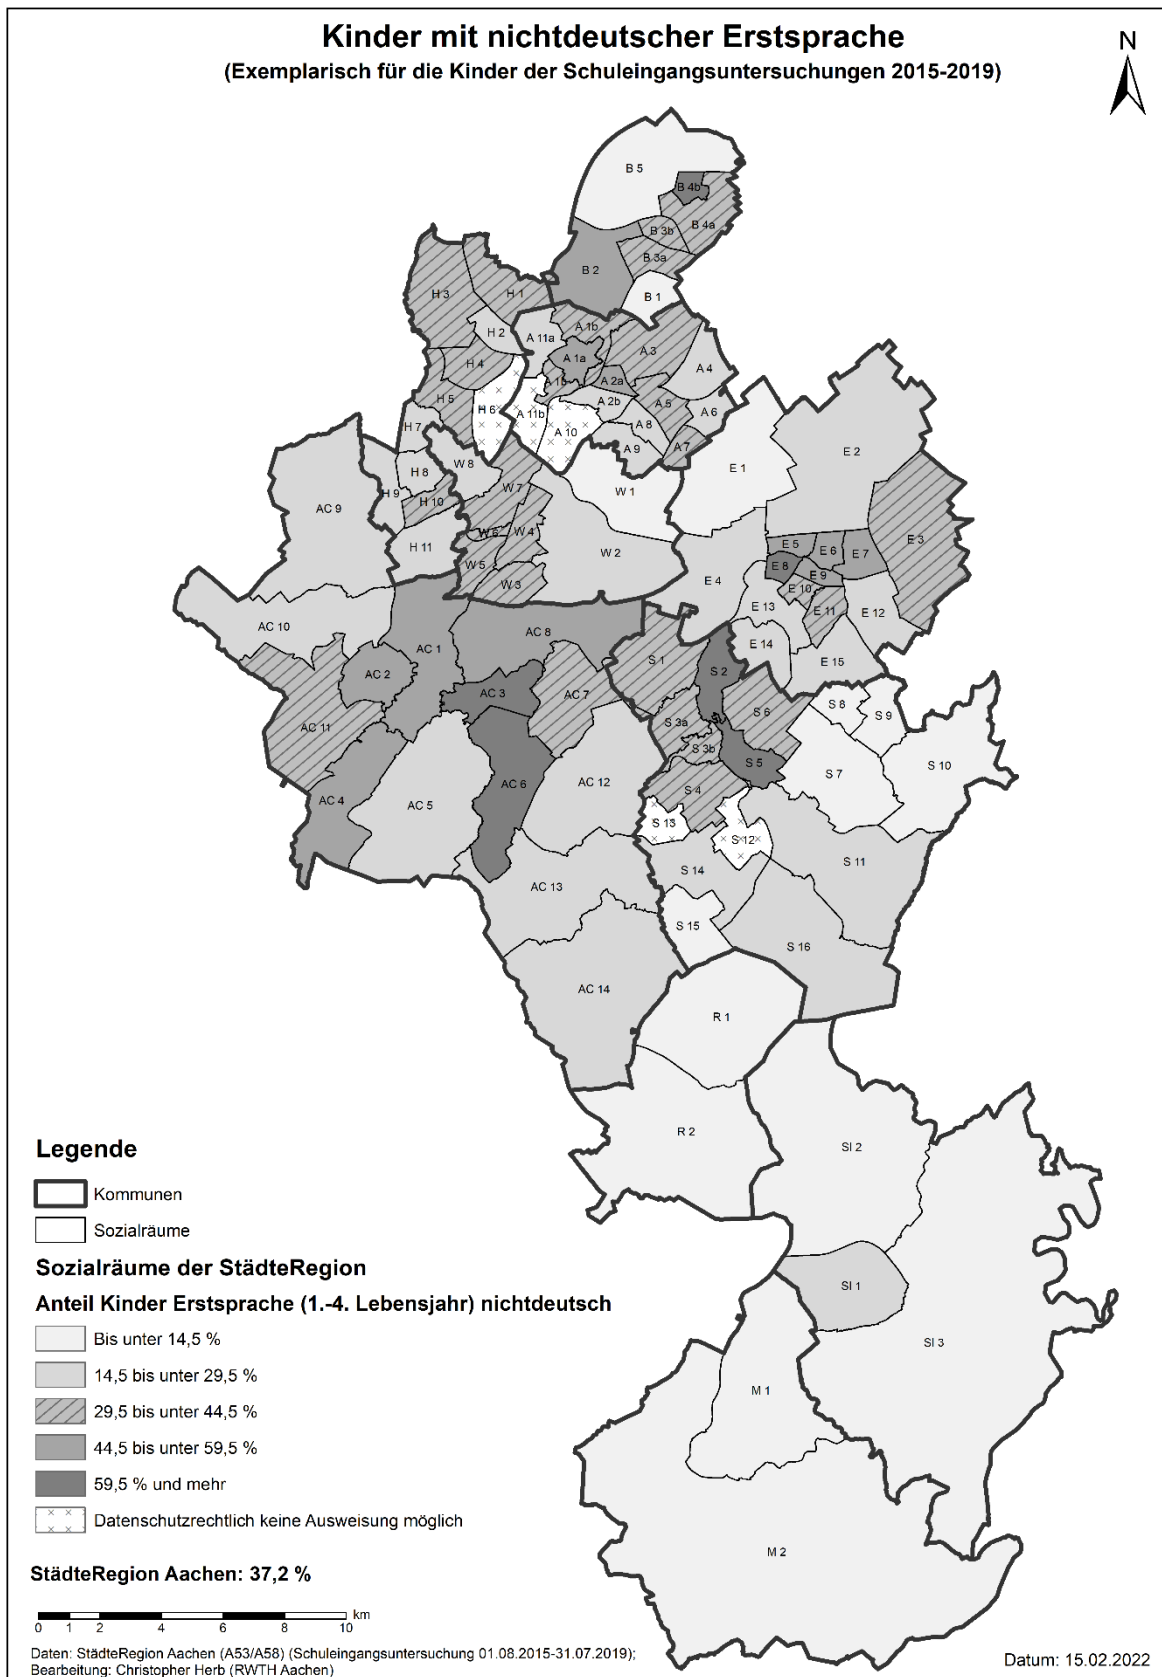 Kinder mit nichtdeutscher Erstsprache
(Exemplarisch für die Kinder der Schuleingangsuntersuchungen 2015-2019)
N
B 5
B 4b
B 4a
B 3b
B 3a
B 2
B 1
H 3
H 1
H 2
H 4
H 5
H 6
H 7
H 8
H 9
H 10
H 11
A 11a
A 1b
A 1a
A 1b
A 3
A 4
A 2a
A 2b
A 5
A 6
A 11b
A 10
A 8
A 9
A 7
W 8
W 7
W 1
W 6
W 4
W 5
W 2
W 3
E 1
E 2
E 3
E 4
E 5
E 6
E 7
E 8
E 9
E 10
E 11
E 12
E 13
E 14
E 15
AC 9
AC 10
AC 1
AC 8
AC 2
AC 3
AC 7
AC 11
AC 4
AC 5
AC 6
AC 12
AC 13
AC 14
S 1
S 2
S 3a
S 3b
S 6
S 5
S 4
S 8
S 9
S 7
S 10
S 13
S 12
S 11
S 14
S 15
S 16
R 1
R 2
SI 2
SI 1
SI 3
M 1
M 2
Legende
Kommunen
Sozialräume
Sozialräume der StädteRegion
Anteil Kinder Erstsprache (1.-4. Lebensjahr) nichtdeutsch
Bis unter 14,5 %
14,5 bis unter 29,5 %
29,5 bis unter 44,5 %
44,5 bis unter 59,5 %
59,5 % und mehr
Datenschutzrechtlich keine Ausweisung möglich
StädteRegion Aachen: 37,2 %
km
0 1 2 4 6 8 10
Daten: StädteRegion Aachen (A53/A58) (Schuleingangsuntersuchung 01.08.2015-31.07.2019);
Bearbeitung: Christopher Herb (RWTH Aachen)
Datum: 15.02.2022